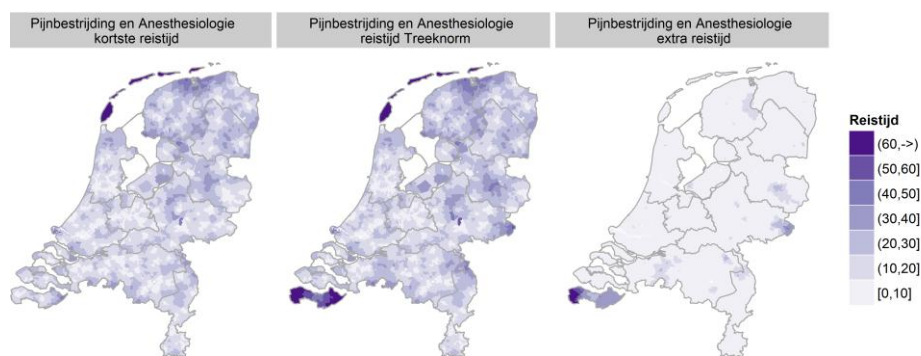 Pijnbestrijding en Anesthesiologie
kortste reistijd
Pijnbestrijding en Anesthesiologie
reistijd Treeknorm
Pijnbestrijding en Anesthesiologie
extra reistijd
Reistijd
(60,->)
(50,60]
(40,50]
(30,40]
(20,30]
(10,20]
[0,10]